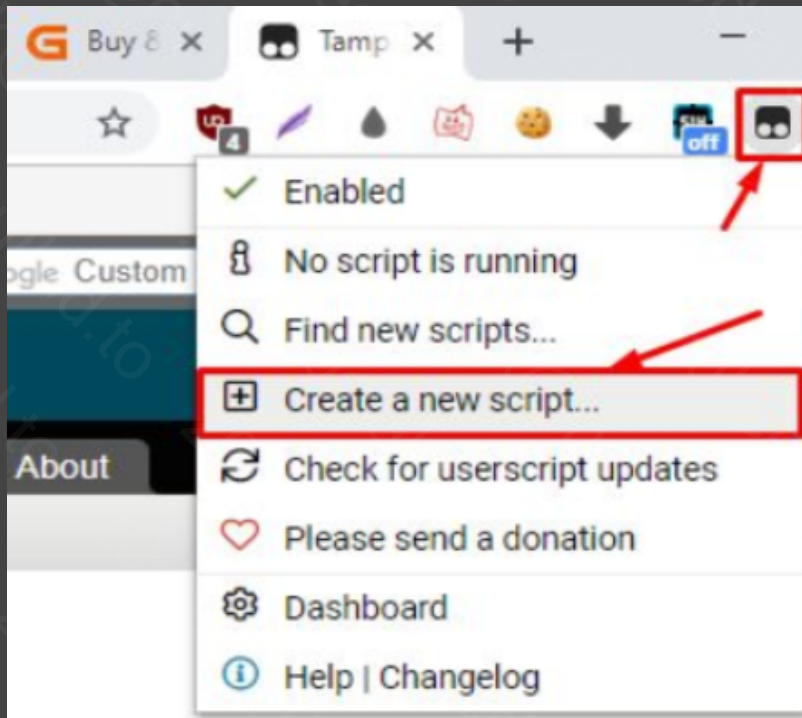 Buy &
Tamp
4
off
Enabled
No script is running
ogle Custom
Find new scripts...
Create a new script...
About
Check for userscript updates
Please send a donation
Dashboard
Help | Changelog